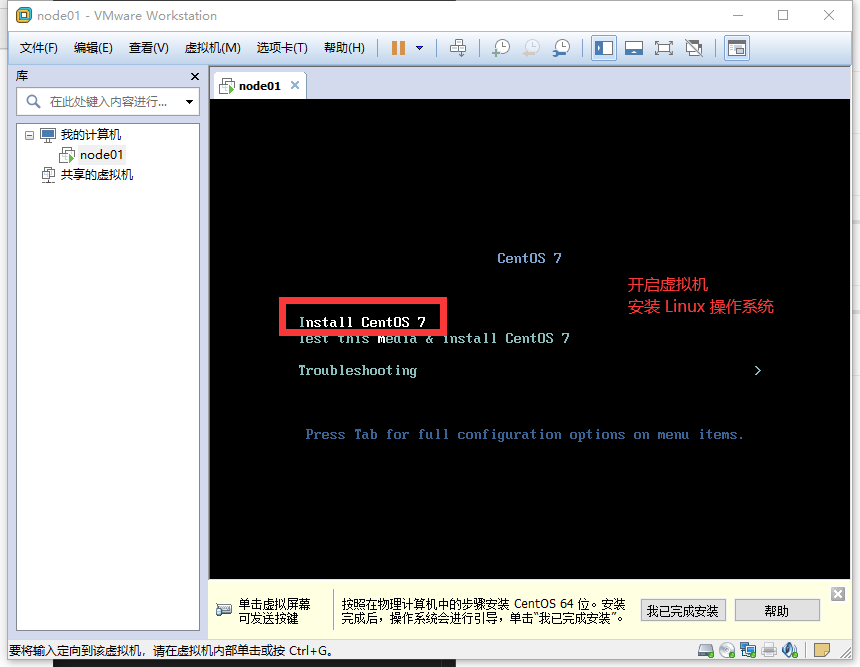 node01 - VMware Workstation
文件(F) 编辑(E) 查看(V) 虚拟机(M) 选项卡(T) 帮助(H)
库
在此处键入内容进行...
我的计算机
node01
共享的虚拟机
node01
CentOS 7
开启虚拟机
安装 Linux 操作系统
Install CentOS 7
Test this media & install CentOS 7
Troubleshooting >
Press Tab for full configuration options on menu items.
单击虚拟屏幕
可发送按键
按照在物理计算机中的步骤安装 CentOS 64 位。安装
完成后，操作系统会进行引导，单击“我已完成安装”。
我已完成安装 帮助
要将输入定向到该虚拟机，请在虚拟机内部单击或按 Ctrl+G。